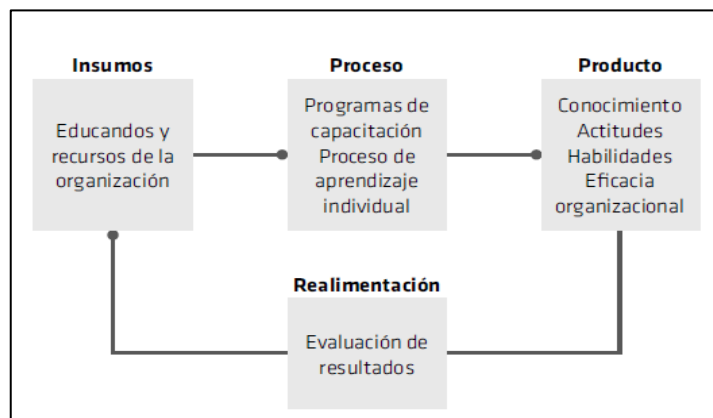 Insumos
Educandos y
recursos de la
organización
Proceso
Programas de
capacitación
Proceso de
aprendizaje
individual
Producto
Conocimiento
Actitudes
Habilidades
Eficacia
organizacional
Realimentación
Evaluación de
resultados